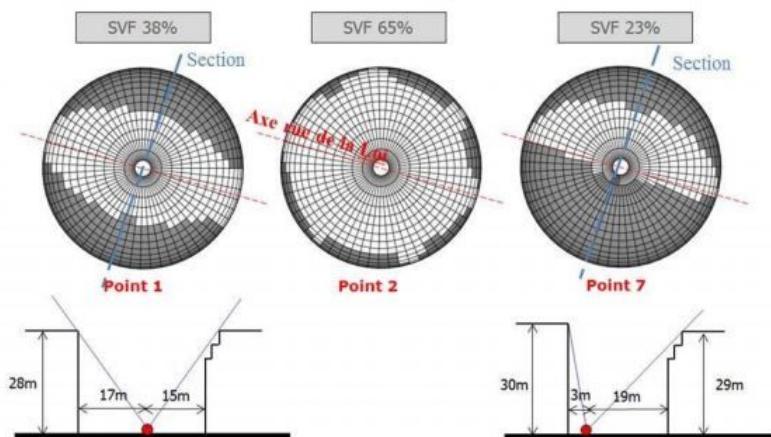 SVF 38%
SVF 65%
SVF 23%
Section
Section
Axe rue de la Loi
Point 1
Point 2
Point 7
28m
17m
15m
30m
3m
19m
29m